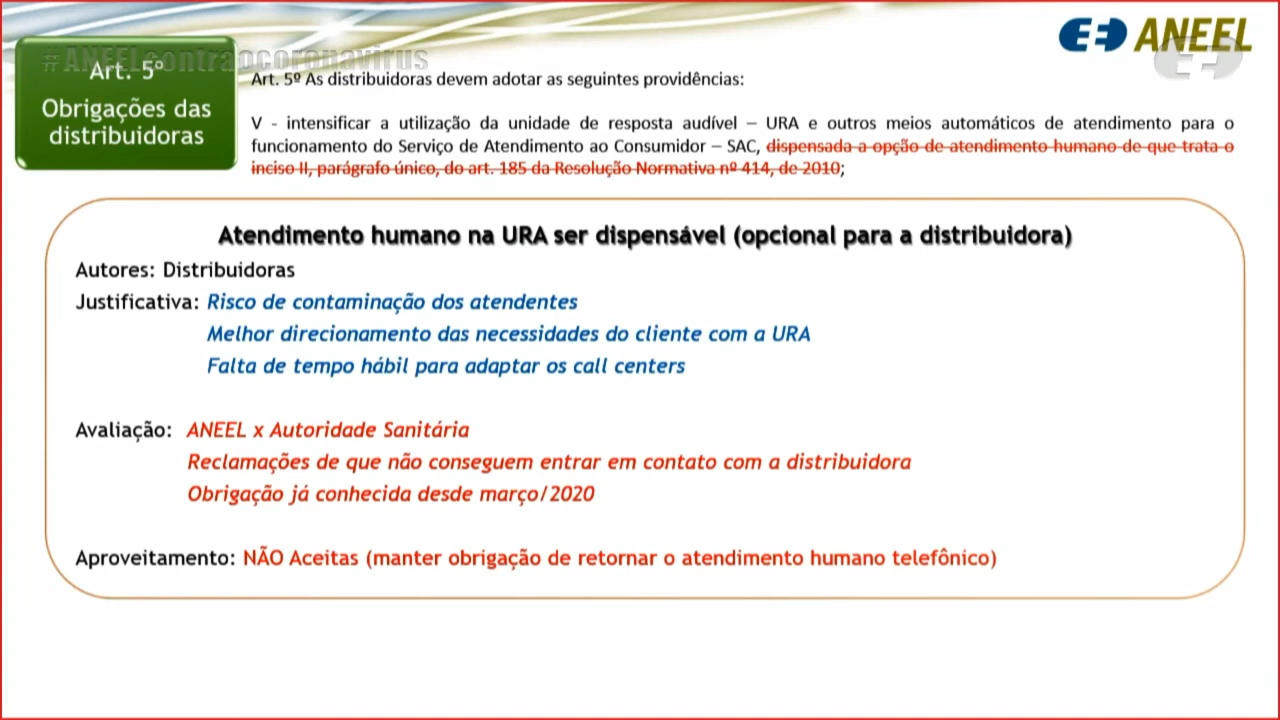 #ANEELcontraocoronavirus
ANEEL
Art. 5º
Obrigações das
distribuidoras
Art. 5º As distribuidoras devem adotar as seguintes providências:
V - intensificar a utilização da unidade de resposta audível – URA e outros meios automáticos de atendimento para o
funcionamento do Serviço de Atendimento ao Consumidor – SAC, dispensada a opção de atendimento humano de que trata o
inciso II, parágrafo único, do art. 185 da Resolução Normativa nº 414, de 2010;
Atendimento humano na URA ser dispensável (opcional para a distribuidora)
Autores: Distribuidoras
Justificativa: Risco de contaminação dos atendentes
Melhor direcionamento das necessidades do cliente com a URA
Falta de tempo hábil para adaptar os call centers
Avaliação: ANEEL x Autoridade Sanitária
Reclamações de que não conseguem entrar em contato com a distribuidora
Obrigação já conhecida desde março/2020
Aproveitamento: NÃO Aceitas (manter obrigação de retornar o atendimento humano telefônico)